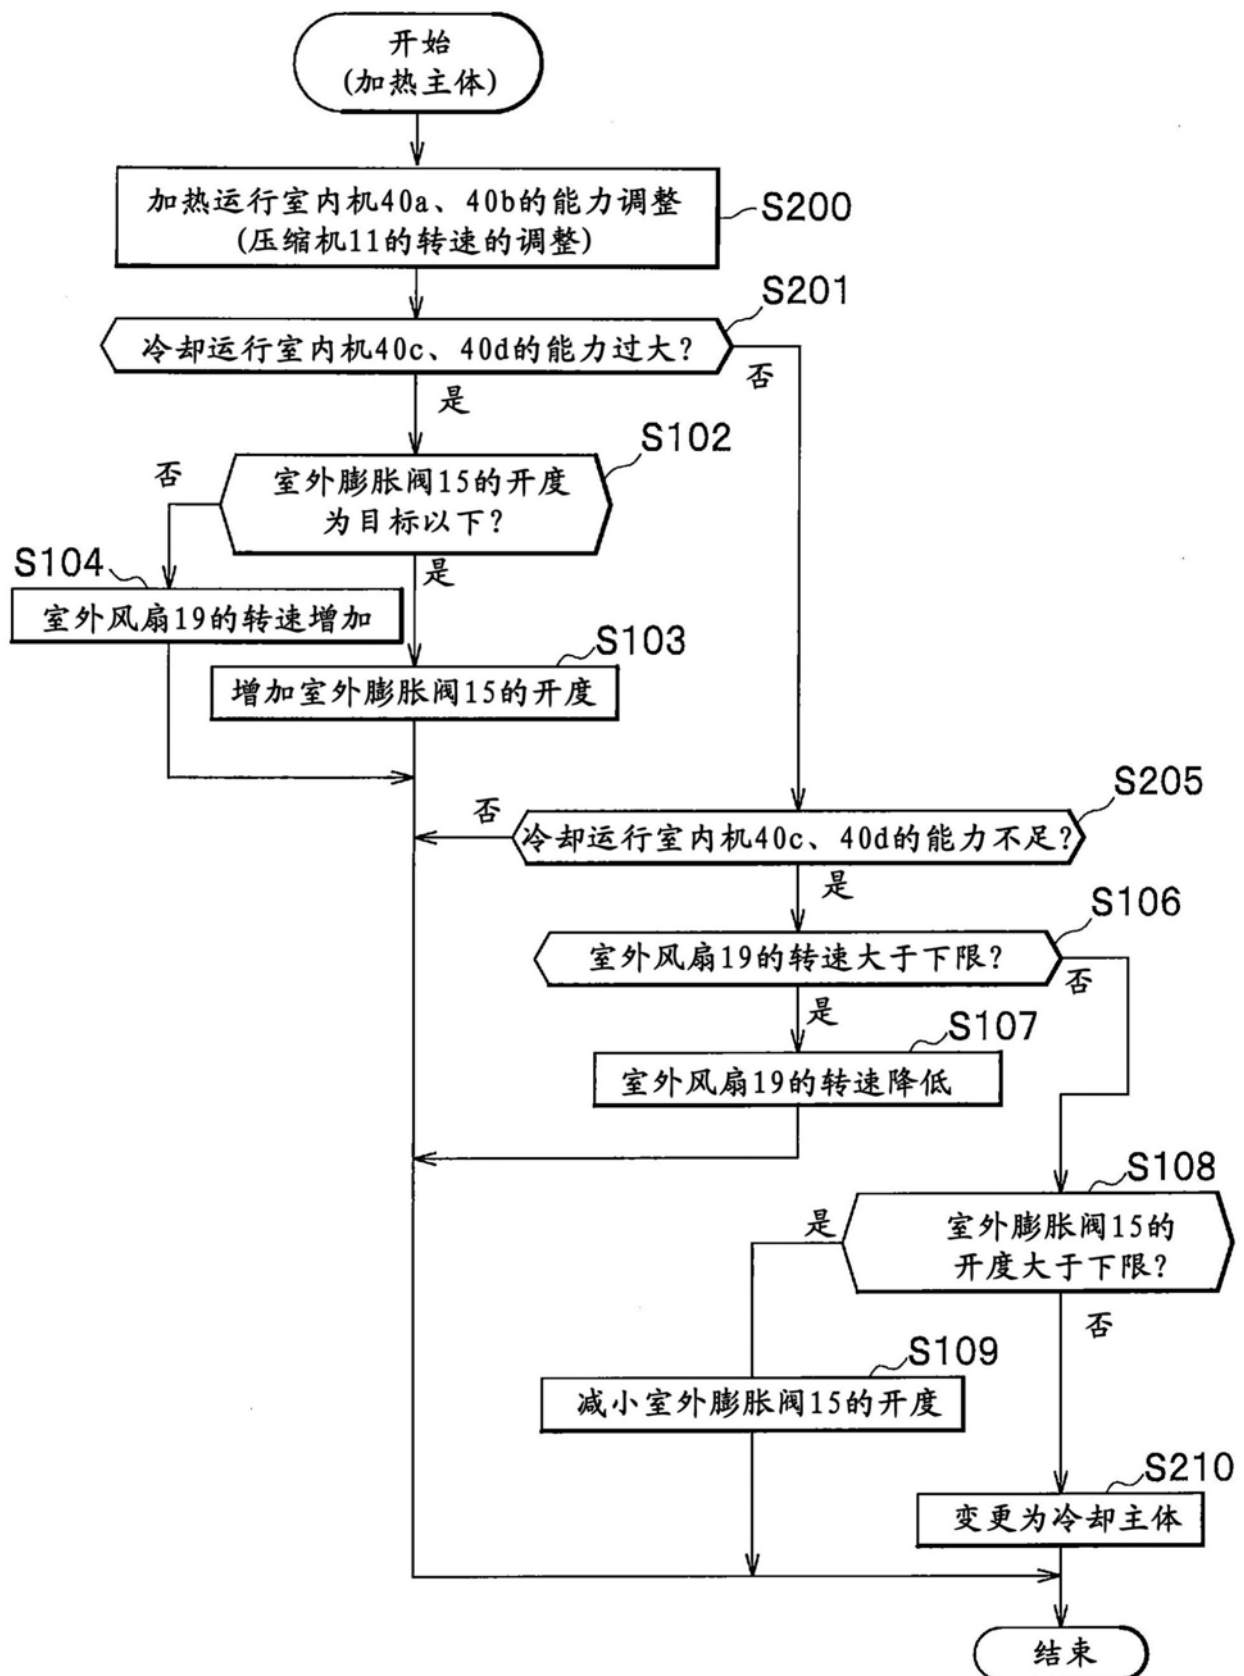 开始
(加热主体)
加热运行室内机40a、40b的能力调整
(压缩机11的转速的调整)
S200
S201
冷却运行室内机40c、40d的能力过大?
否
是
S102
否
室外膨胀阀15的开度
为目标以下?
是
S104
室外风扇19的转速增加
S103
增加室外膨胀阀15的开度
S205
否
冷却运行室内机40c、40d的能力不足?
是
S106
室外风扇19的转速大于下限?
否
是
S107
室外风扇19的转速降低
S108
是
室外膨胀阀15的
开度大于下限?
否
S109
减小室外膨胀阀15的开度
S210
变更为冷却主体
结束